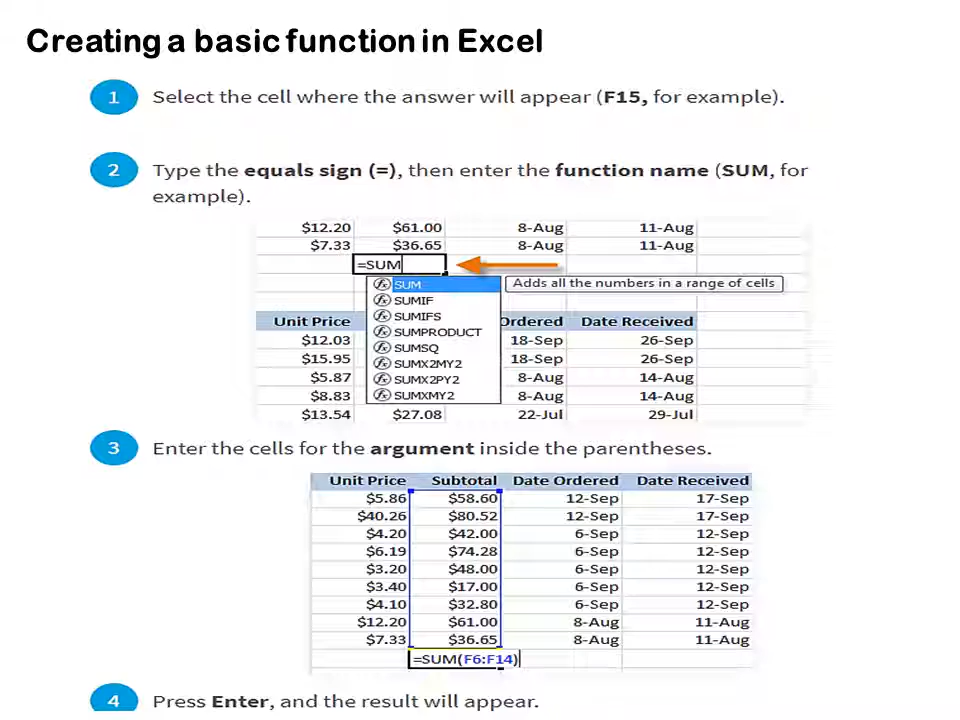 Creating a basic function in Excel
1 Select the cell where the answer will appear (F15, for example).
2 Type the equals sign (=), then enter the function name (SUM, for
example).
$12.20 $61.00 8-Aug 11-Aug
$7.33 $36.65 8-Aug 11-Aug
=SUM
SUM Adds all the numbers in a range of cells
SUMIF
SUMIFS
Unit Price Ordered Date Received
SUMPRODUCT
$12.03 18-Sep 26-Sep
SUMSQ
$15.95 18-Sep 26-Sep
SUMX2MY2
$5.87 8-Aug 14-Aug
SUMX2PY2
$8.83 8-Aug 14-Aug
SUMXMY2
$13.54 $27.08 22-Jul 29-Jul
3 Enter the cells for the argument inside the parentheses.
Unit Price Subtotal Date Ordered Date Received
$5.86 $58.60 12-Sep 17-Sep
$40.26 $80.52 12-Sep 17-Sep
$4.20 $42.00 6-Sep 12-Sep
$6.19 $74.28 6-Sep 12-Sep
$3.20 $48.00 6-Sep 12-Sep
$3.40 $17.00 6-Sep 12-Sep
$4.10 $32.80 6-Sep 12-Sep
$12.20 $61.00 8-Aug 11-Aug
$7.33 $36.65 8-Aug 11-Aug
=SUM(F6:F14)
4 Press Enter, and the result will appear.